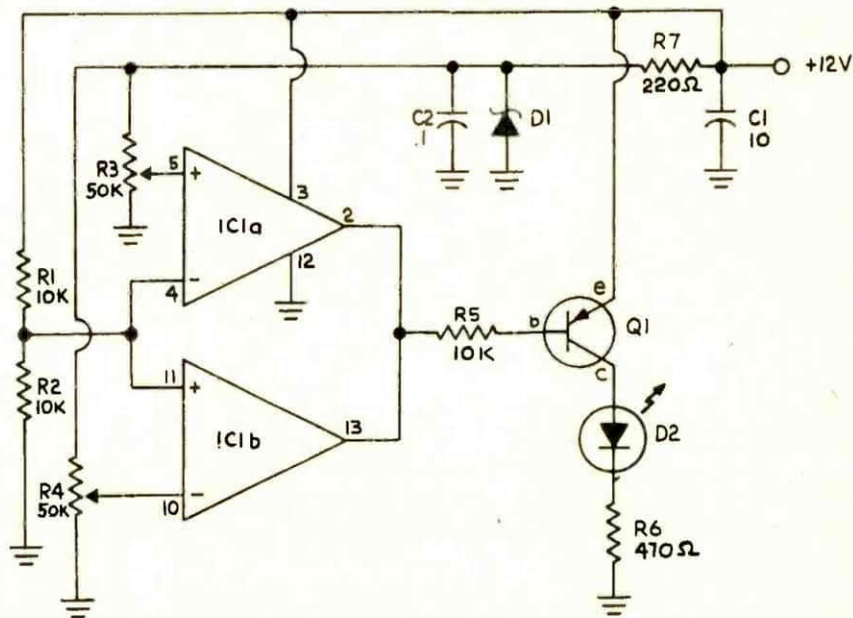 R7
220Ω
+12V
C2
.1
D1
C1
10
R3
50K
5
+
3
IC1a
2
12
-
4
R1
10K
R2
10K
11
+
IC1b
13
-
10
R4
50K
R5
10K
b
e
Q1
c
D2
R6
470Ω